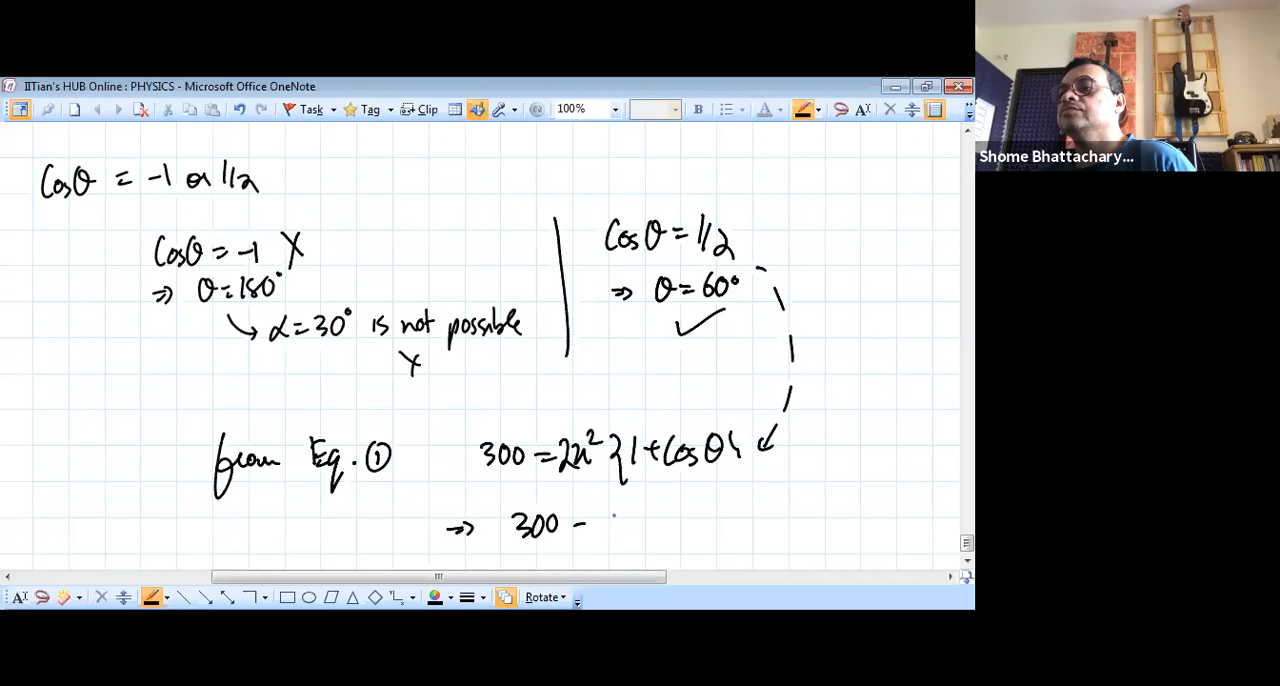 IITian's HUB Online : PHYSICS - Microsoft Office OneNote
Task Tag Clip 100% B A
Shome Bhattachary...
Cosθ = -1 or 1/2
Cosθ = -1 X
⇒ θ = 180°
α = 30° is not possible
X
Cosθ = 1/2
⇒ θ = 60°
✓
from Eq. ① 300 = 2x² {1 + Cosθ}
⇒ 300 -
Rotate